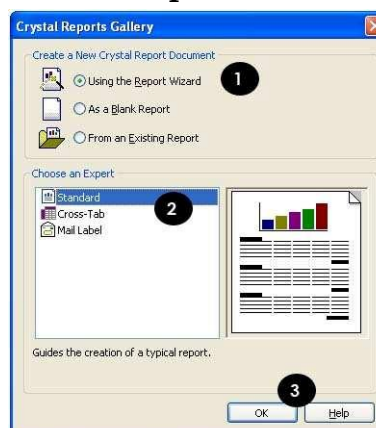 Crystal Reports Gallery
Create a New Crystal Report Document
Using the Report Wizard
1
As a Blank Report
From an Existing Report
Choose an Expert
Standard
Cross-Tab
Mail Label
2
Guides the creation of a typical report.
3
OK
Help